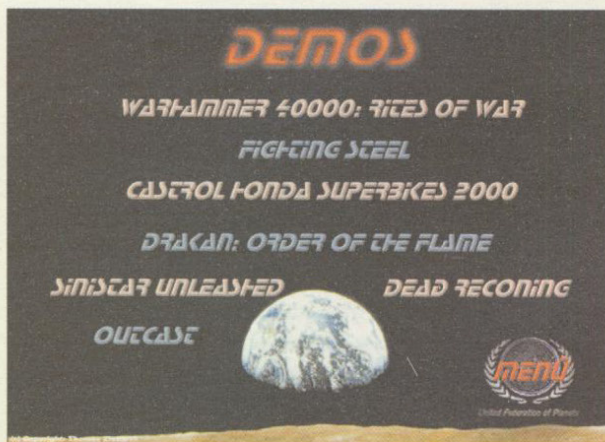 DEMOS
WARHAMMER 40000: RITES OF WAR
FIGHTING STEEL
CASTROL HONDA SUPERBIKES 2000
DRAKAN: ORDER OF THE FLAME
SINISTAR UNLEASHED DEAD RECONING
OUTCAST
MENÜ
United Federation of Planets